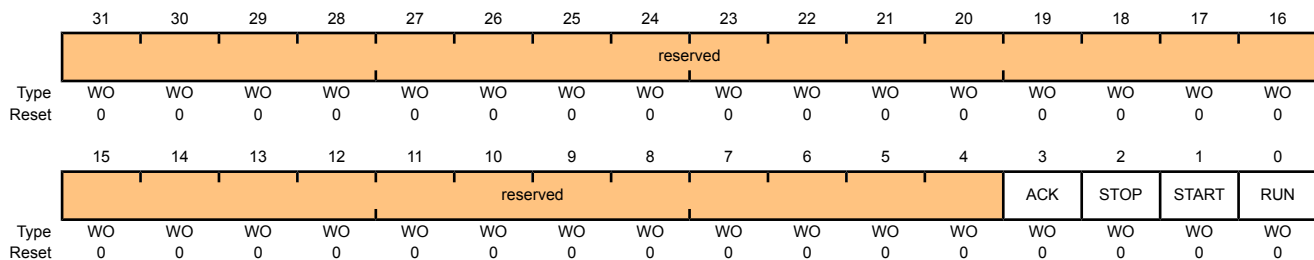 31 30 29 28 27 26 25 24 23 22 21 20 19 18 17 16
reserved
Type WO WO WO WO WO WO WO WO WO WO WO WO WO WO WO WO
Reset 0 0 0 0 0 0 0 0 0 0 0 0 0 0 0 0
15 14 13 12 11 10 9 8 7 6 5 4 3 2 1 0
reserved ACK STOP START RUN
Type WO WO WO WO WO WO WO WO WO WO WO WO WO WO WO WO
Reset 0 0 0 0 0 0 0 0 0 0 0 0 0 0 0 0